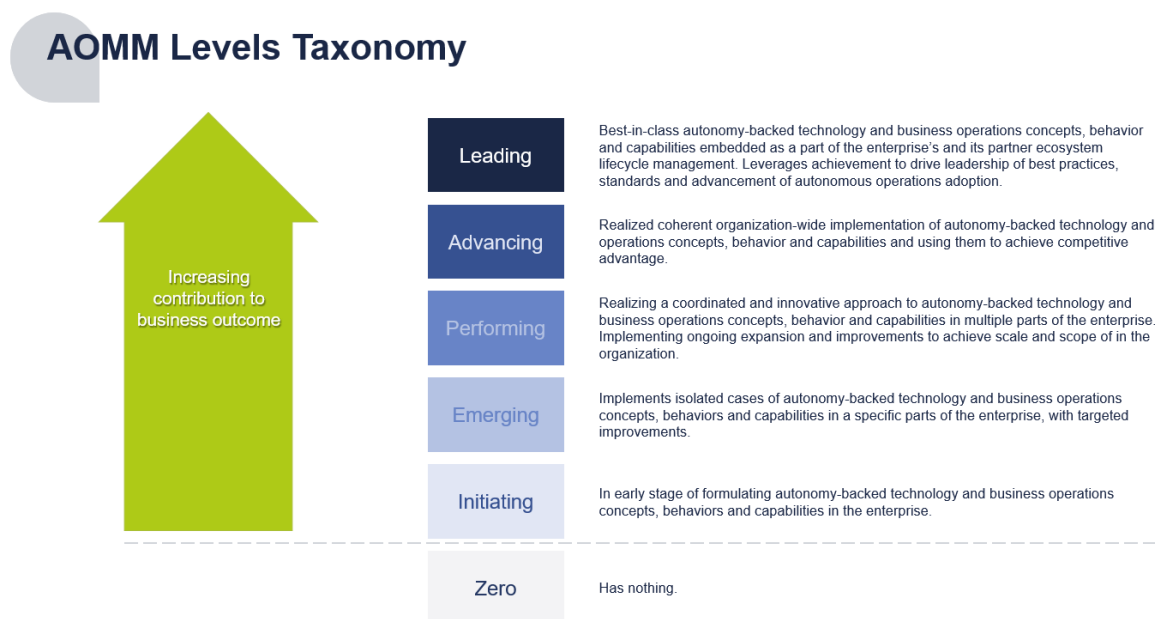 AOMM Levels Taxonomy
Increasing
contribution to
business outcome
Leading
Best-in-class autonomy-backed technology and business operations concepts, behavior
and capabilities embedded as a part of the enterprise’s and its partner ecosystem
lifecycle management. Leverages achievement to drive leadership of best practices,
standards and advancement of autonomous operations adoption.
Advancing
Realized coherent organization-wide implementation of autonomy-backed technology and
operations concepts, behavior and capabilities and using them to achieve competitive
advantage.
Performing
Realizing a coordinated and innovative approach to autonomy-backed technology and
business operations concepts, behavior and capabilities in multiple parts of the enterprise.
Implementing ongoing expansion and improvements to achieve scale and scope of in the
organization.
Emerging
Implements isolated cases of autonomy-backed technology and business operations
concepts, behaviors and capabilities in a specific parts of the enterprise, with targeted
improvements.
Initiating
In early stage of formulating autonomy-backed technology and business operations
concepts, behaviors and capabilities in the enterprise.
Zero
Has nothing.